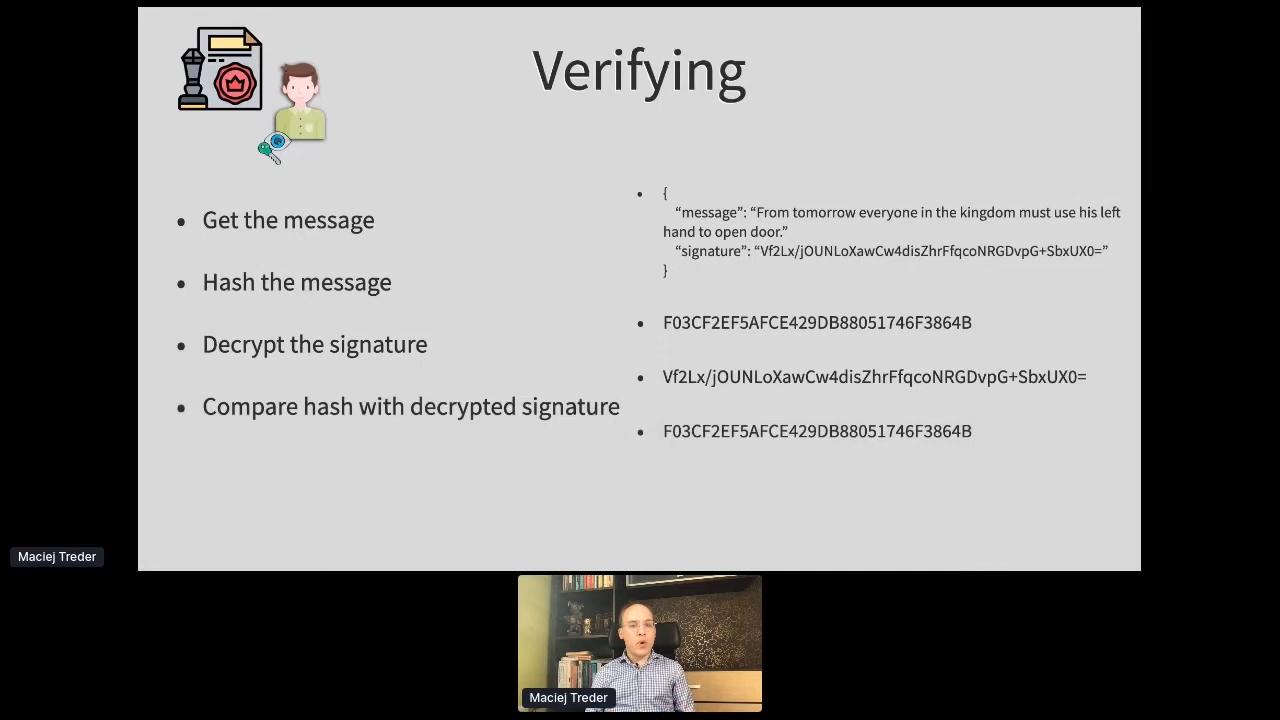 Verifying
Get the message
Hash the message
Decrypt the signature
Compare hash with decrypted signature
{
“message”: “From tomorrow everyone in the kingdom must use his left
hand to open door.”
“signature”: “Vf2Lx/jOUNLoXawCw4disZhrFfqcoNRGDvpG+SbxUX0=”
}
F03CF2EF5AFCE429DB88051746F3864B
Vf2Lx/jOUNLoXawCw4disZhrFfqcoNRGDvpG+SbxUX0=
F03CF2EF5AFCE429DB88051746F3864B
Maciej Treder
Maciej Treder